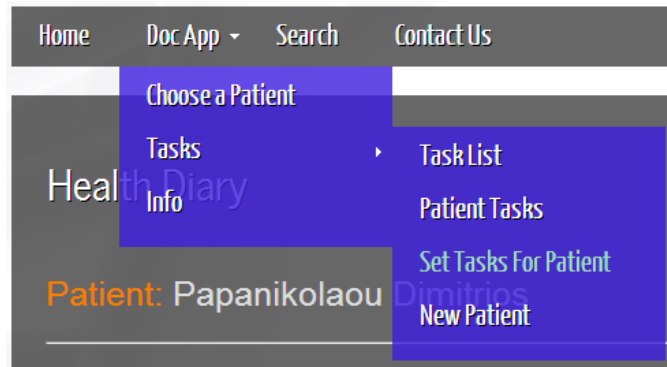 Home Doc App Search Contact Us
Choose a Patient
Tasks
Info
Task List
Patient Tasks
Set Tasks For Patient
New Patient
Health Diary
Patient: Papanikolaou Dimitrios